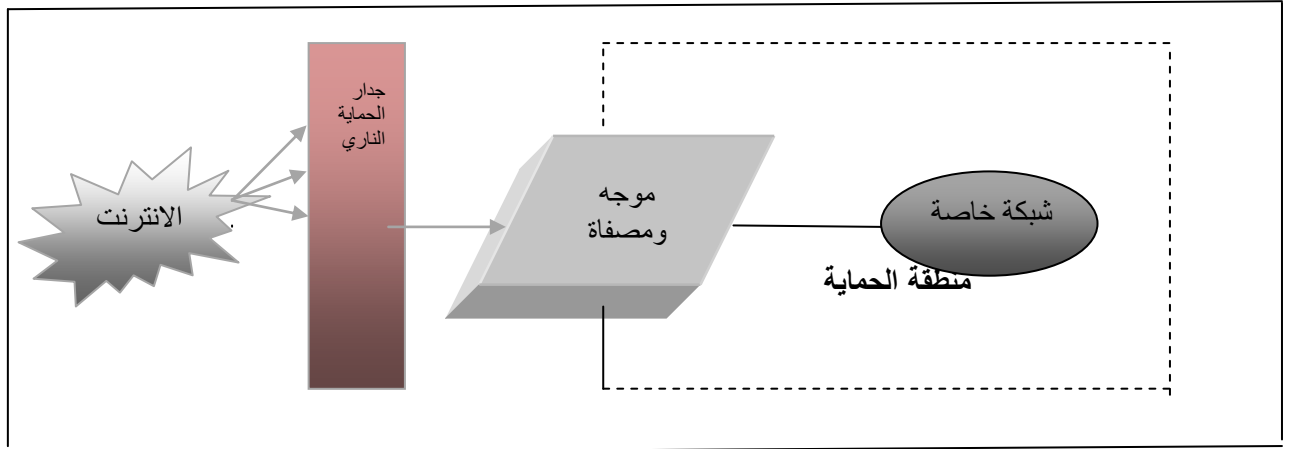 جدار
الحماية
الناري
موجه
ومصفاة
شبكة خاصة
الانترنت .
منطقة الحماية